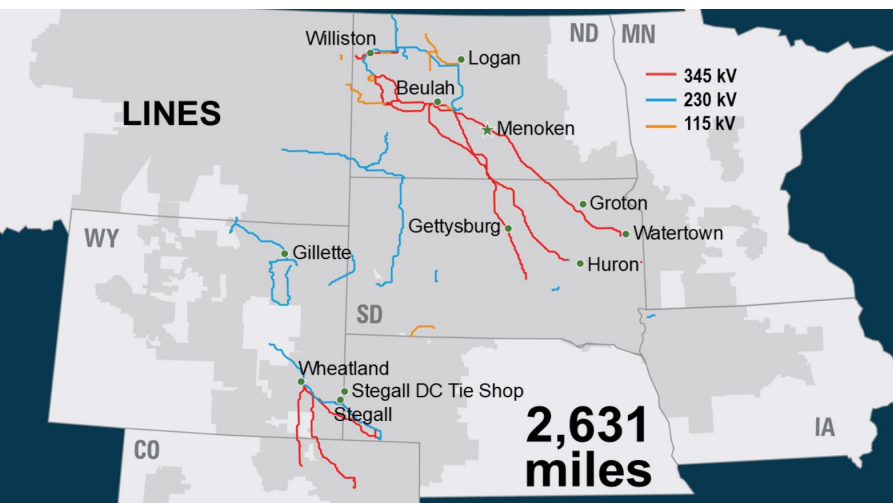 ND
MN
Williston
Logan
345 kV
230 kV
115 kV
Beulah
LINES
Menoken
Groton
Gettysburg
Watertown
WY
Gillette
Huron
SD
Wheatland
Stegall DC Tie Shop
Stegall
2,631
miles
IA
CO